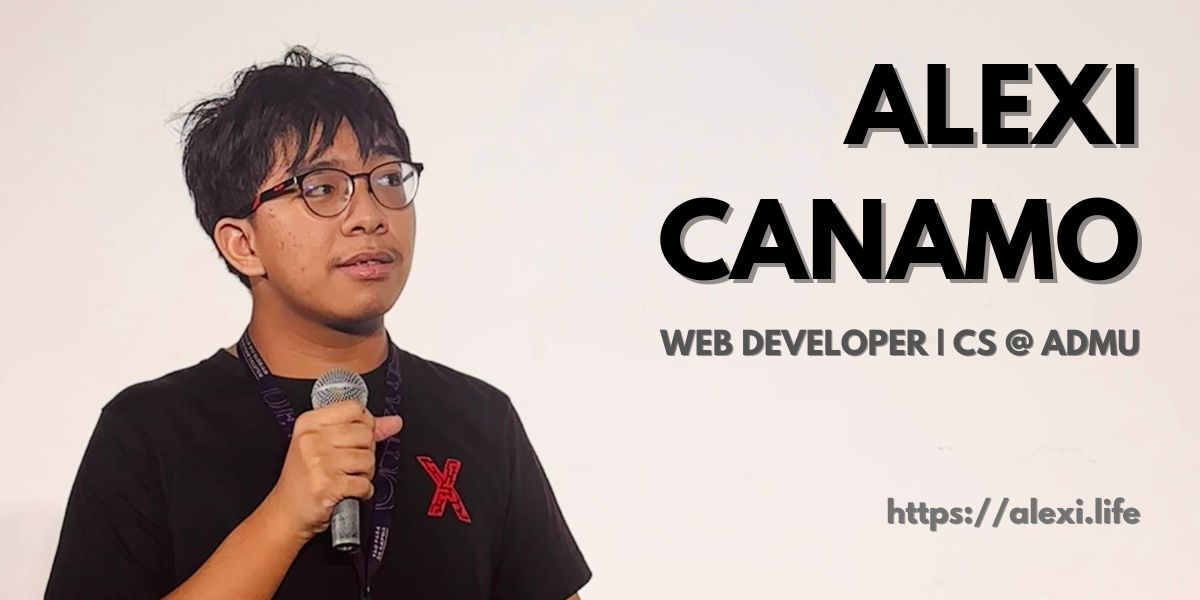 ALEXI
CANAMO
WEB DEVELOPER | CS @ ADMU
https://alexi.life
X